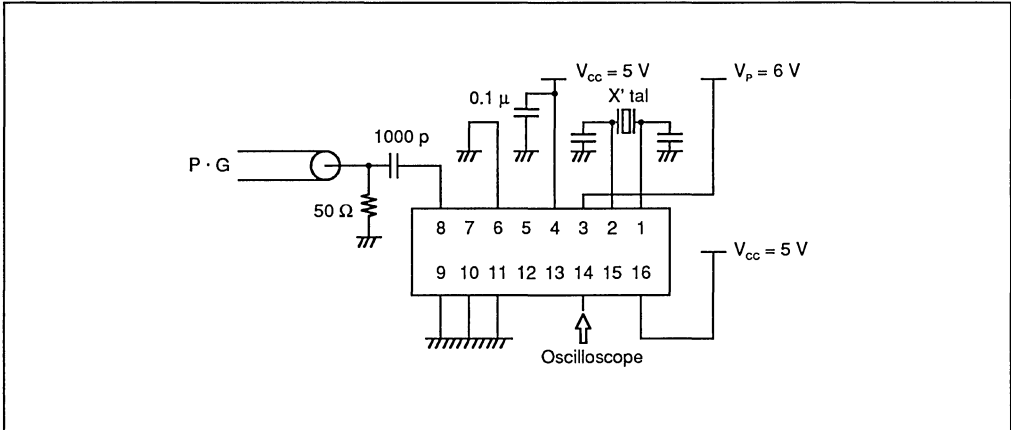 V_CC = 5 V
V_P = 6 V
0.1 µ
X' tal
1000 p
P · G
50 Ω
8 7 6 5 4 3 2 1
V_CC = 5 V
9 10 11 12 13 14 15 16
Oscilloscope